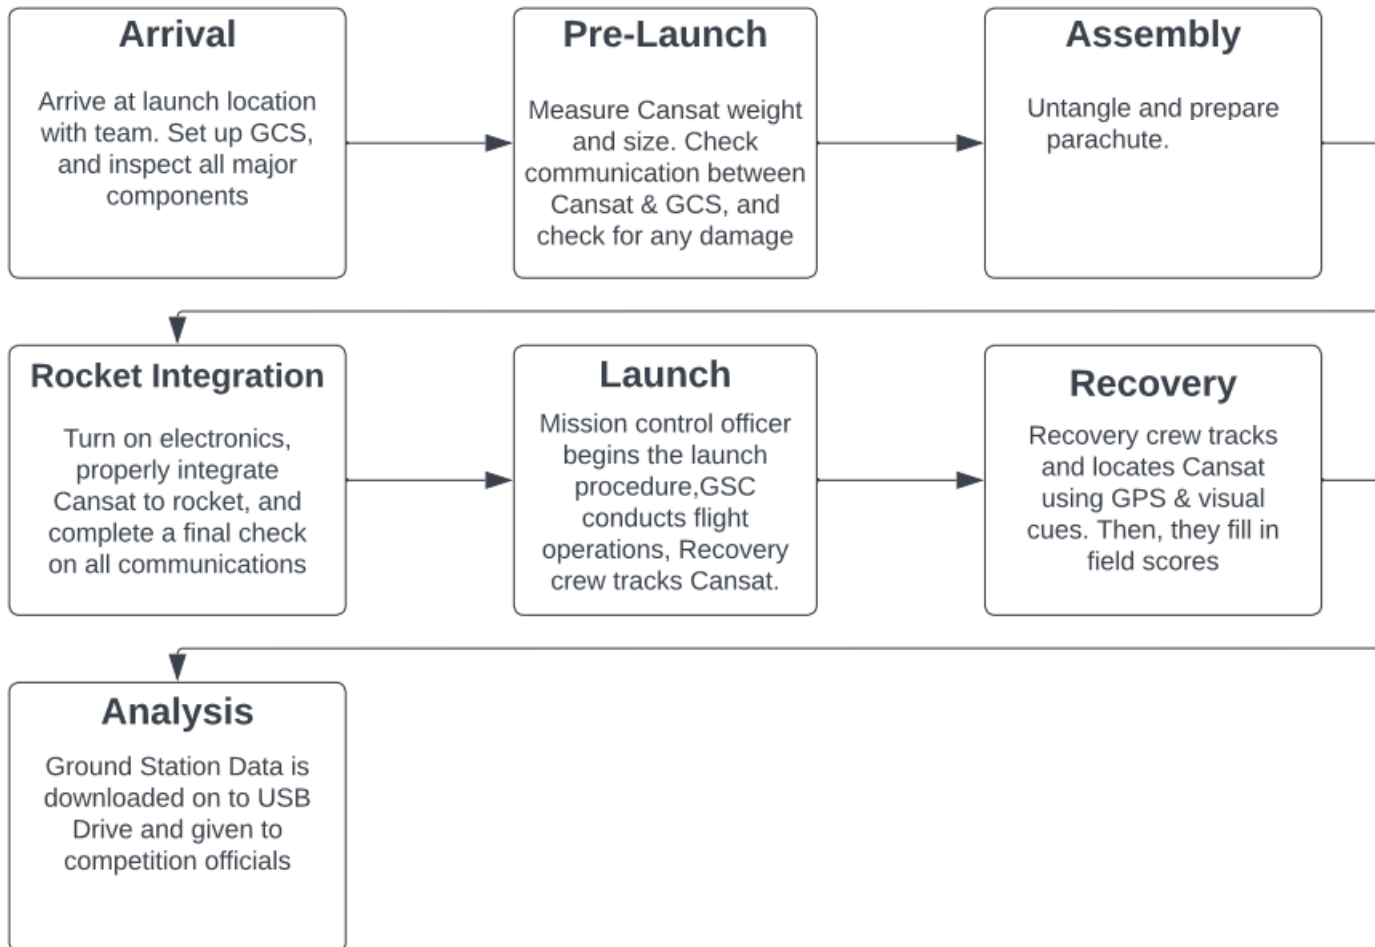 Arrival
Arrive at launch location
with team. Set up GCS,
and inspect all major
components
Pre-Launch
Measure Cansat weight
and size. Check
communication between
Cansat & GCS, and
check for any damage
Assembly
Untangle and prepare
parachute.
Rocket Integration
Turn on electronics,
properly integrate
Cansat to rocket, and
complete a final check
on all communications
Launch
Mission control officer
begins the launch
procedure,GSC
conducts flight
operations, Recovery
crew tracks Cansat.
Recovery
Recovery crew tracks
and locates Cansat
using GPS & visual
cues. Then, they fill in
field scores
Analysis
Ground Station Data is
downloaded on to USB
Drive and given to
competition officials